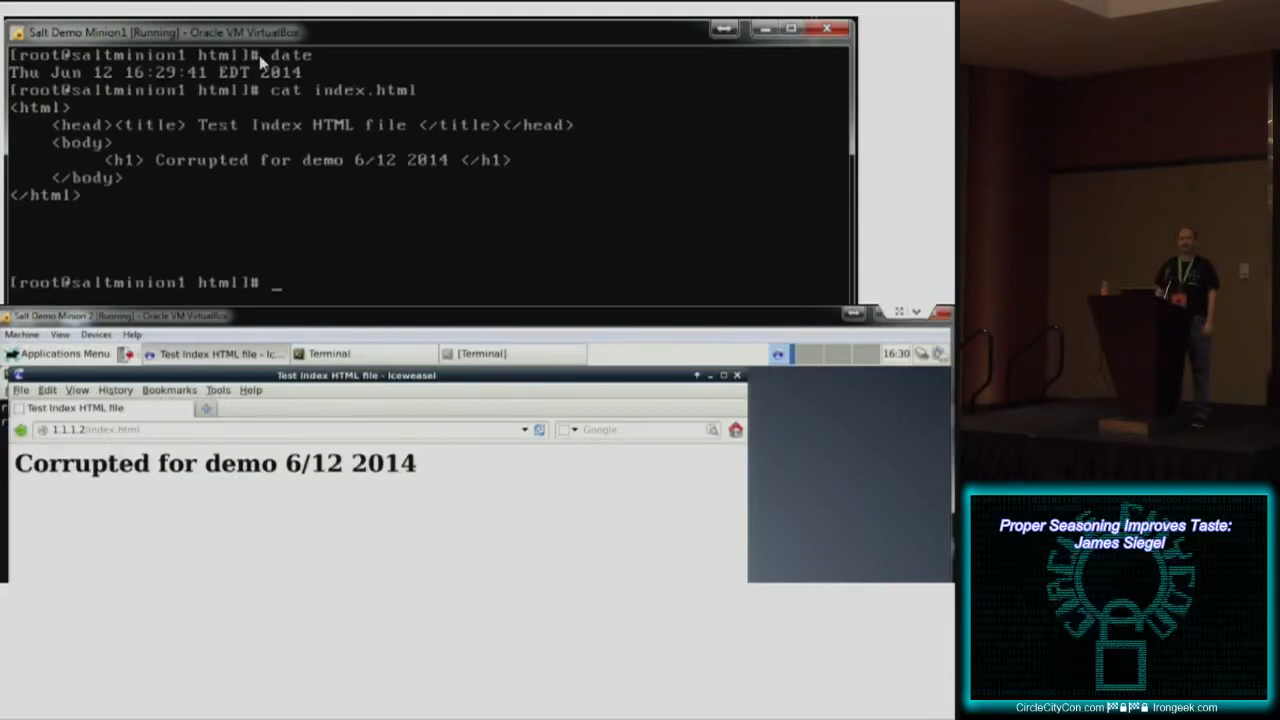 Salt Demo Minion1 [Running] - Oracle VM VirtualBox
[root@saltminion1 html]# date
Thu Jun 12 16:29:41 EDT 2014
[root@saltminion1 html]# cat index.html
<html>
<head><title> Test Index HTML file </title></head>
<body>
<h1> Corrupted for demo 6/12 2014 </h1>
</body>
</html>
[root@saltminion1 html]# _
Salt Demo Minion 2 [Running] - Oracle VM VirtualBox
Machine View Devices Help
Applications Menu Test Index HTML file - Ic... Terminal [Terminal] 16:30
Test Index HTML file - Iceweasel
File Edit View History Bookmarks Tools Help
Test Index HTML file
1.1.1.2/index.html Google
Corrupted for demo 6/12 2014
Proper Seasoning Improves Taste:
James Siegel
CircleCityCon.com Irongeek.com